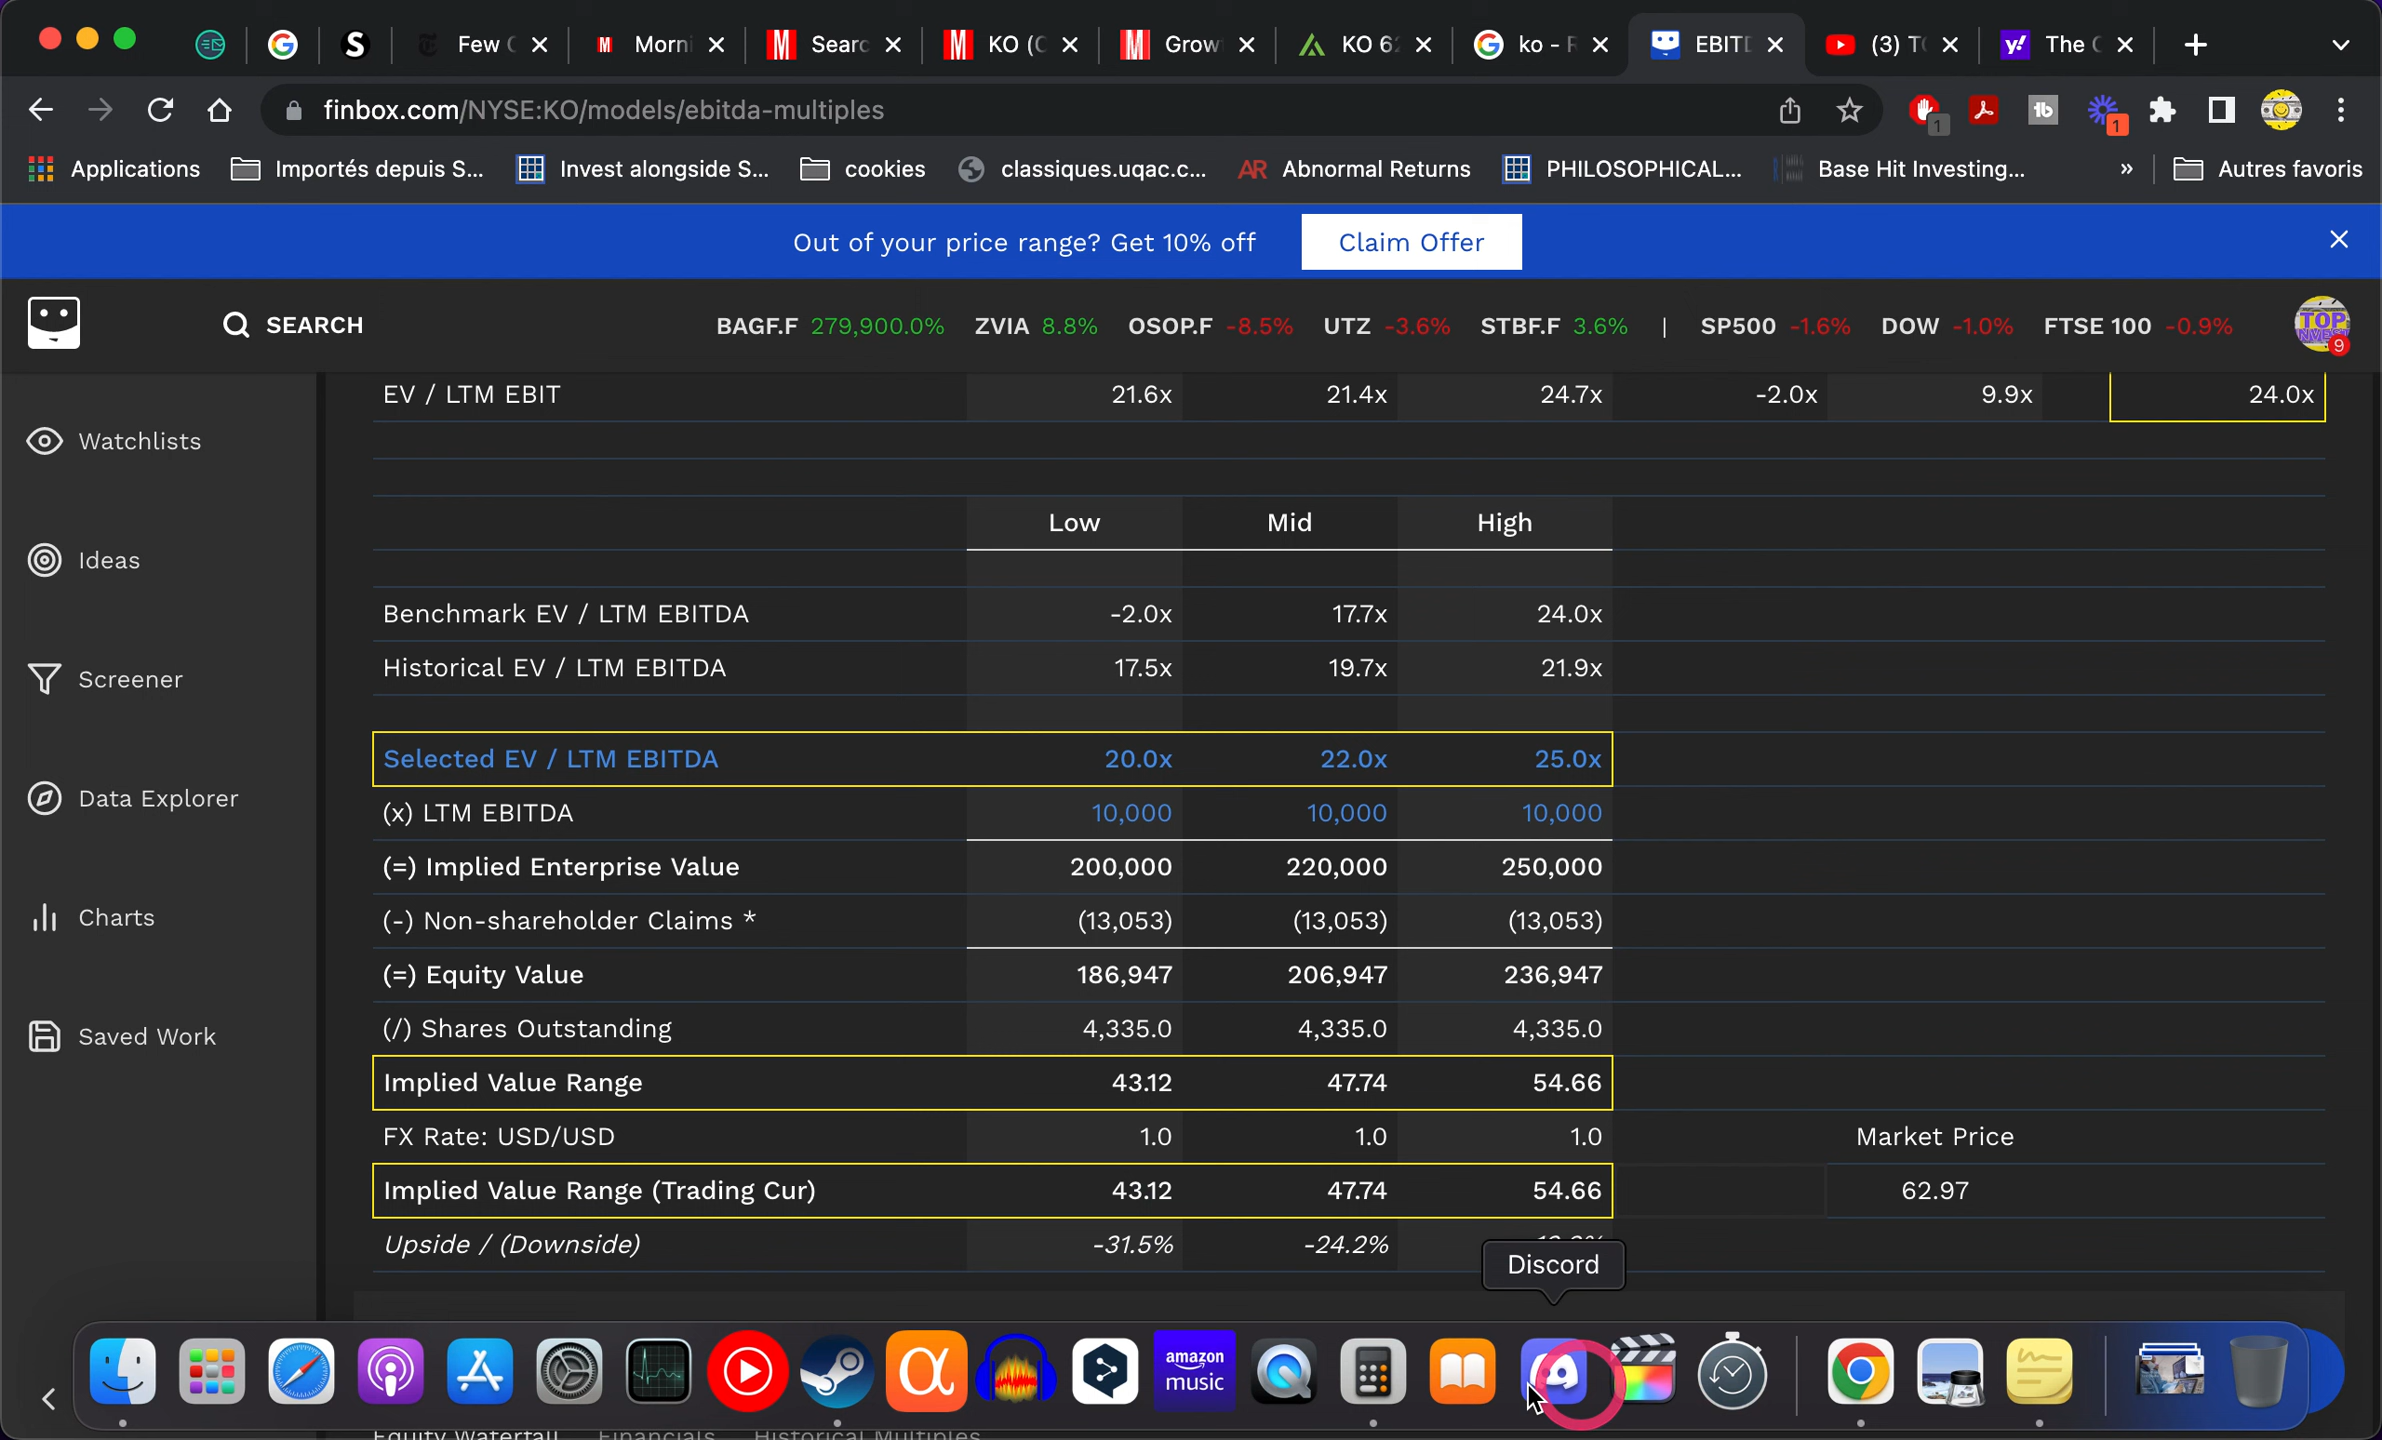 Few
Morni
Searc
KO (C
Grow
KO 62
ko - F
EBITD
(3) T
The C
finbox.com/NYSE:KO/models/ebitda-multiples
1
1
Applications
Importés depuis S...
Invest alongside S...
cookies
classiques.uqac.c...
AR Abnormal Returns
PHILOSOPHICAL...
Base Hit Investing...
»
Autres favoris
Out of your price range? Get 10% off
Claim Offer
SEARCH
BAGF.F 279,900.0% ZVIA 8.8% OSOP.F -8.5% UTZ -3.6% STBF.F 3.6% | SP500 -1.6% DOW -1.0% FTSE 100 -0.9%
TOP
9
Watchlists
Ideas
Screener
Data Explorer
Charts
Saved Work
EV / LTM EBIT 21.6x 21.4x 24.7x -2.0x 9.9x 24.0x
Low Mid High
Benchmark EV / LTM EBITDA -2.0x 17.7x 24.0x
Historical EV / LTM EBITDA 17.5x 19.7x 21.9x
Selected EV / LTM EBITDA 20.0x 22.0x 25.0x
(x) LTM EBITDA 10,000 10,000 10,000
(=) Implied Enterprise Value 200,000 220,000 250,000
(-) Non-shareholder Claims * (13,053) (13,053) (13,053)
(=) Equity Value 186,947 206,947 236,947
(/) Shares Outstanding 4,335.0 4,335.0 4,335.0
Implied Value Range 43.12 47.74 54.66
FX Rate: USD/USD 1.0 1.0 1.0 Market Price
Implied Value Range (Trading Cur) 43.12 47.74 54.66 62.97
Upside / (Downside) -31.5% -24.2%
Discord
amazon
music
Equity Waterfall Financials Historical Multiples